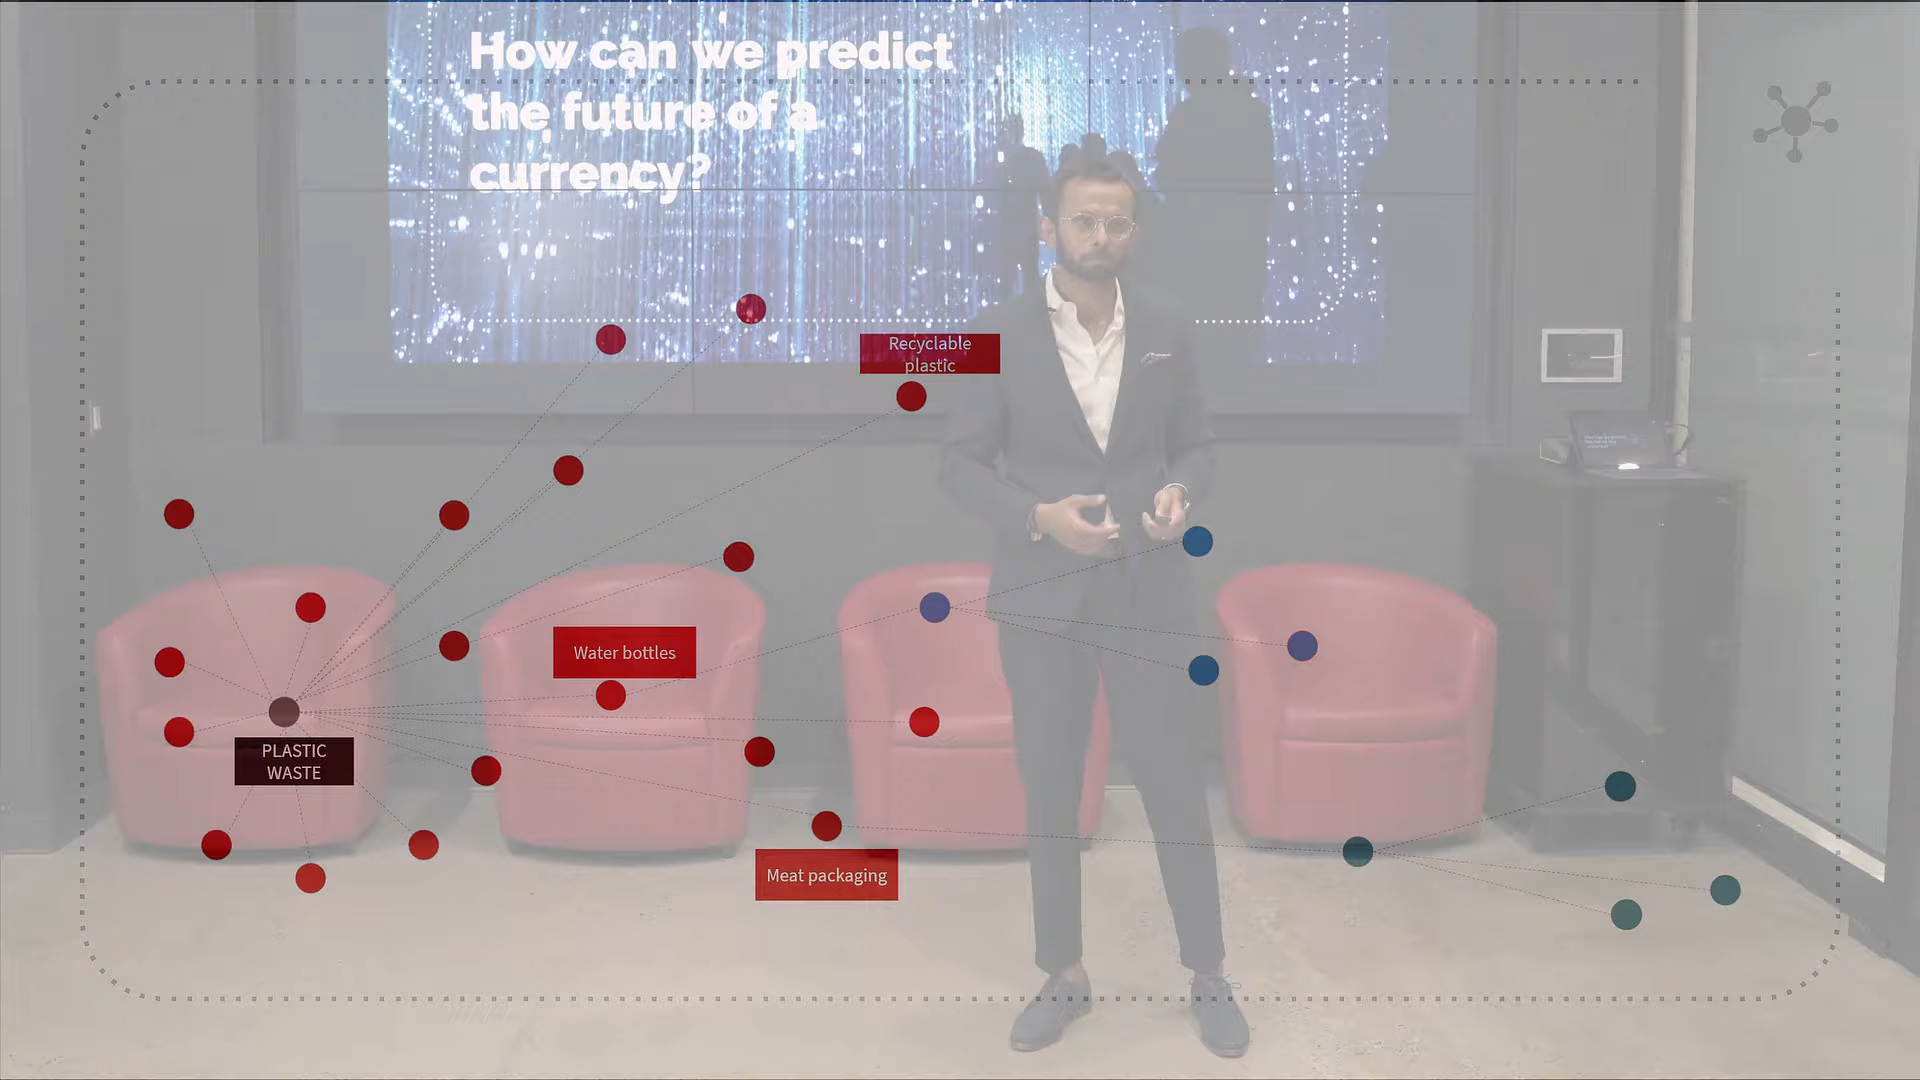 How can we predict
the future of a
currency?
Recyclable
plastic
Water bottles
PLASTIC
WASTE
Meat packaging